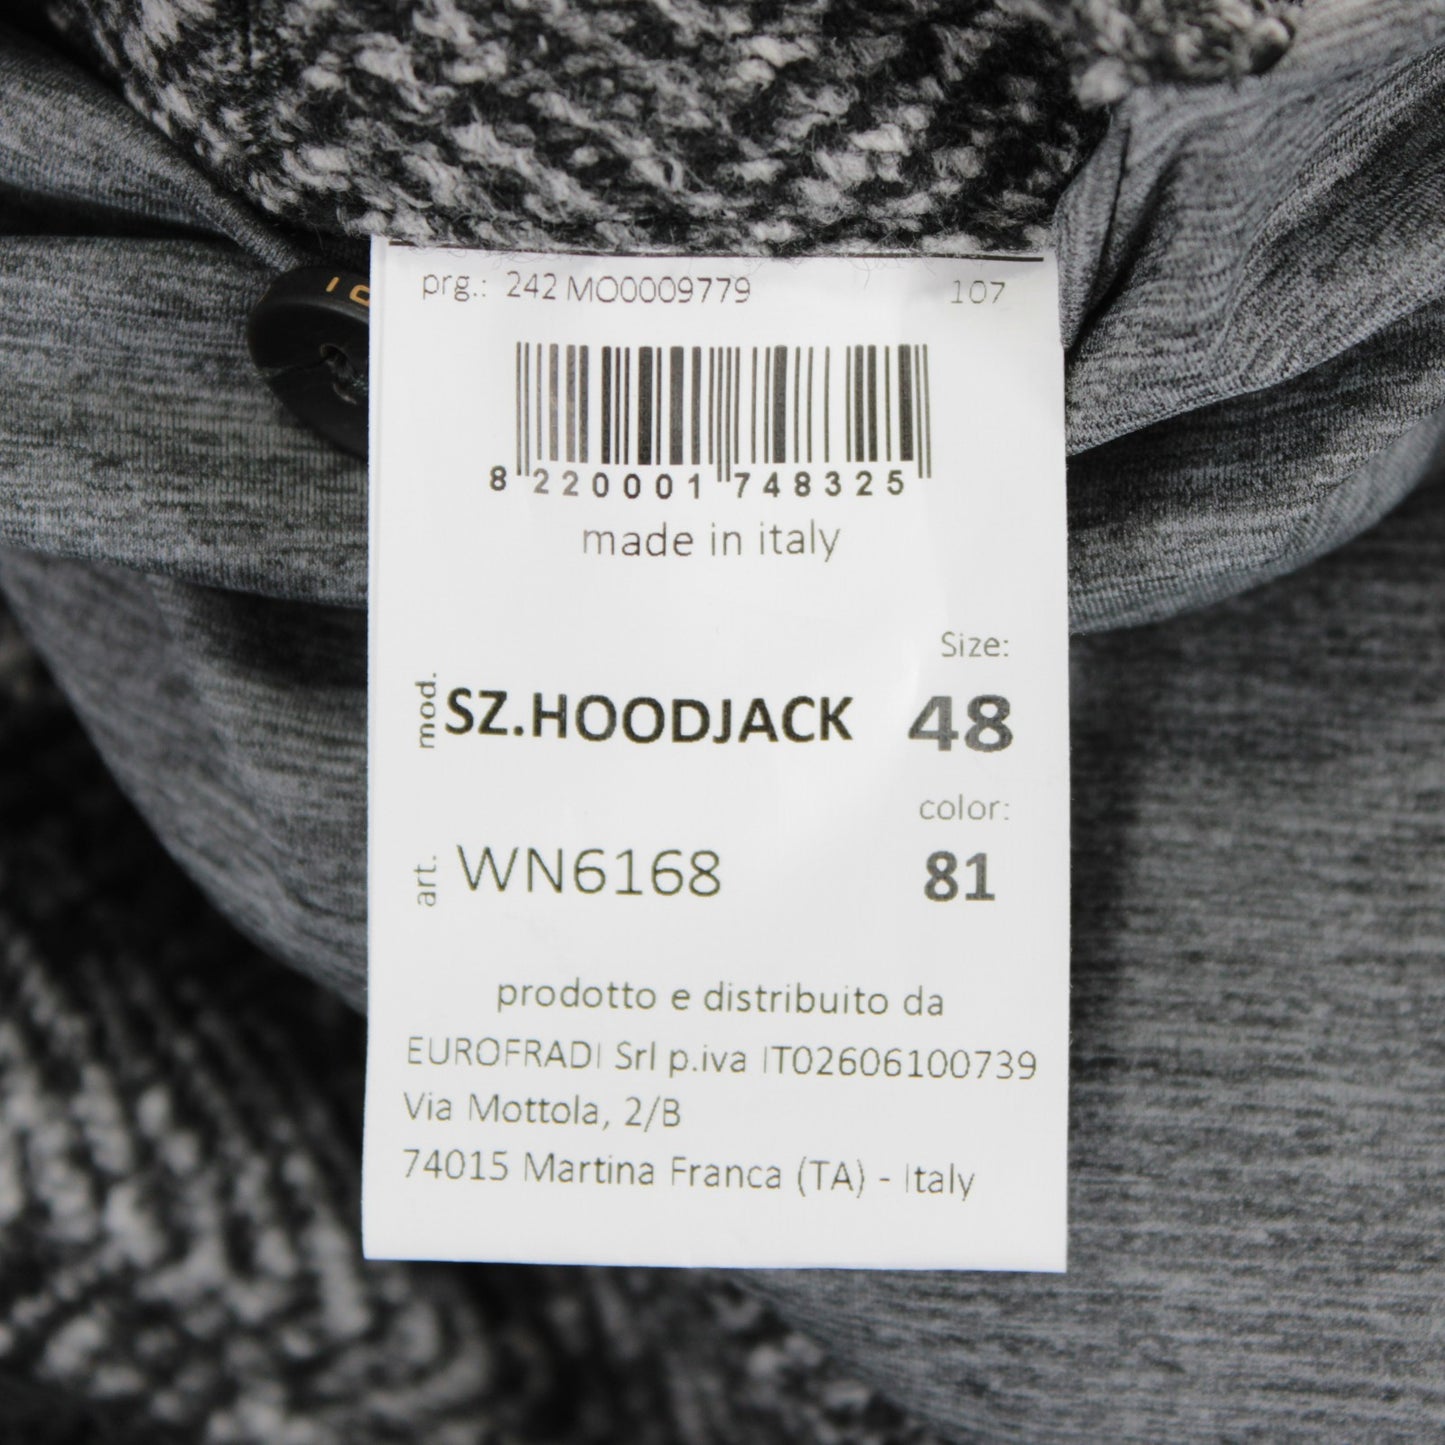 prg.: 242 MO0009779 107
8 220001 748325
made in italy
Size:
mod. SZ.HOODJACK 48
color:
art. WN6168 81
prodotto e distribuito da
EUROFRADI Srl p.iva IT02606100739
Via Mottola, 2/B
74015 Martina Franca (TA) - Italy